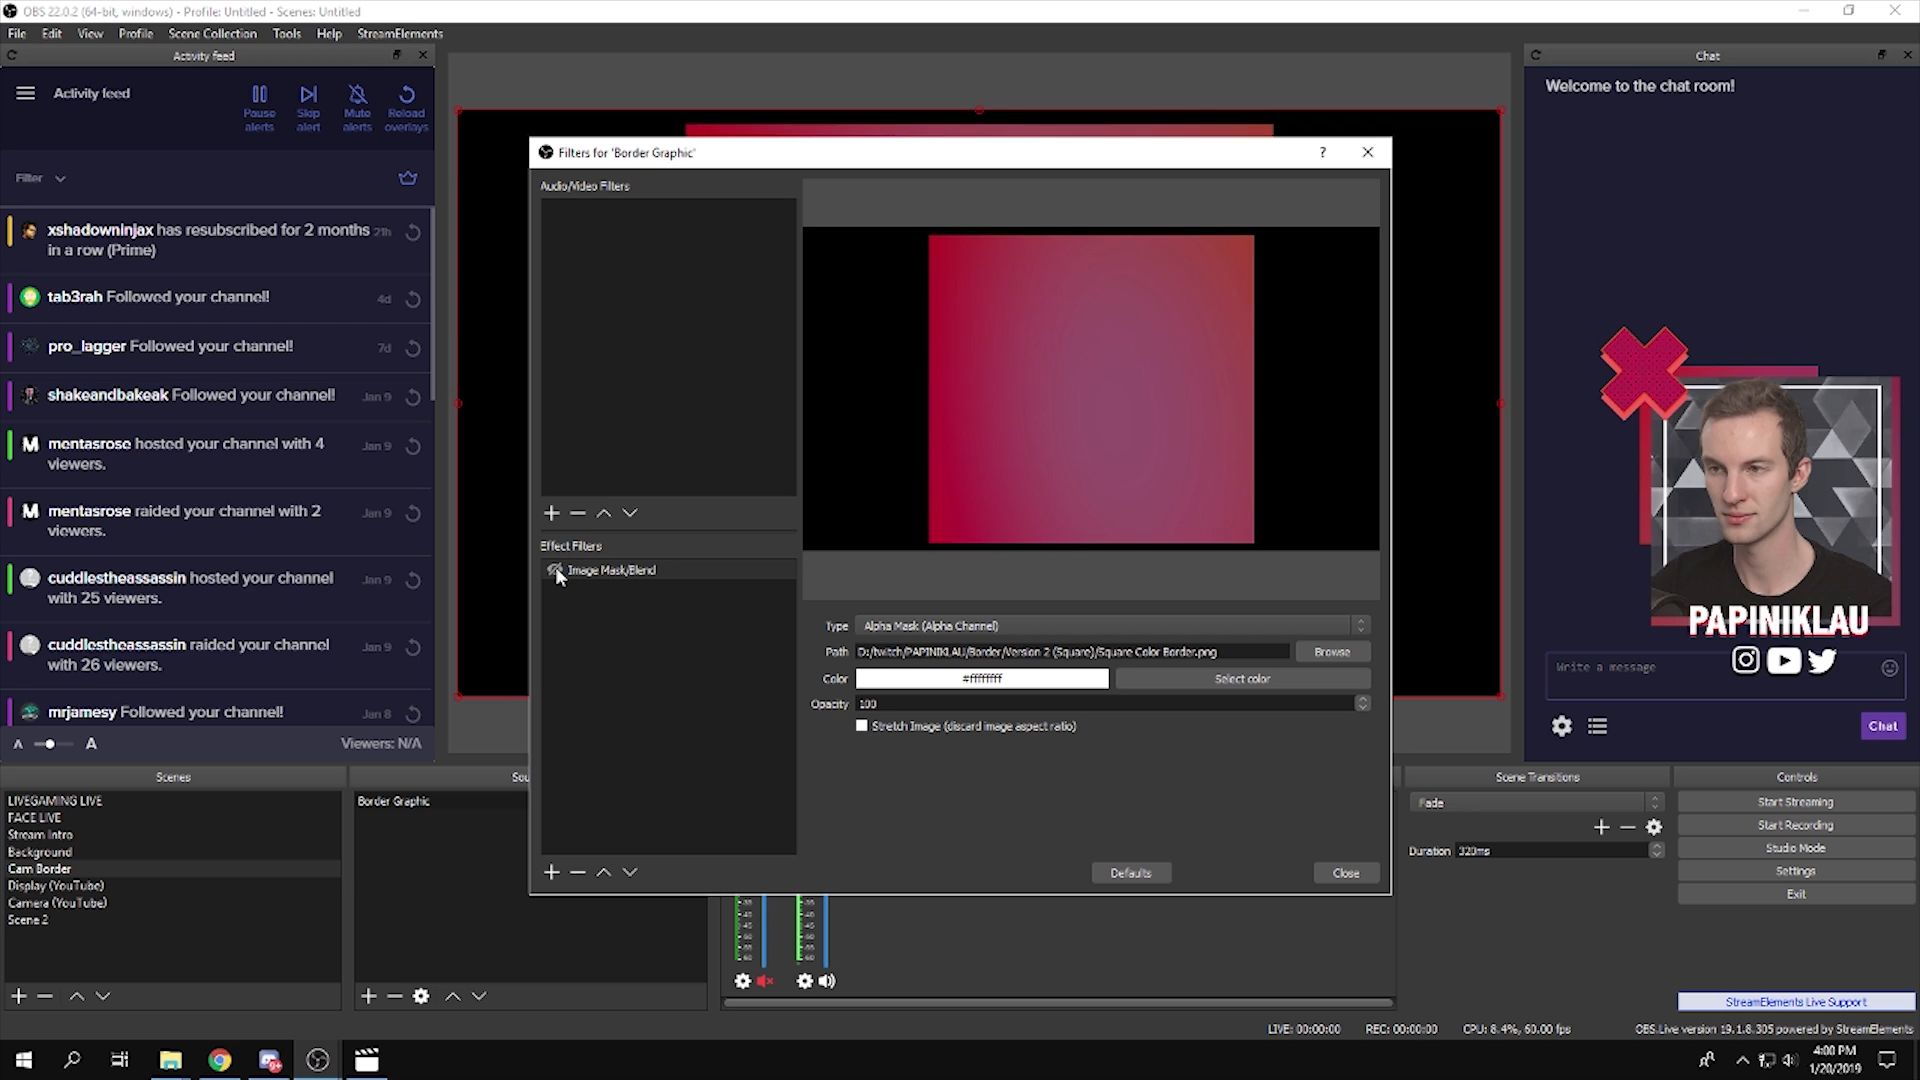 OBS 22.0.2 (64-bit, windows) - Profile: Untitled - Scenes: Untitled
File Edit View Profile Scene Collection Tools Help StreamElements
Activity feed
Activity feed
Pause alerts
Skip alert
Mute alerts
Reload overlays
Filter
xshadowninjax has resubscribed for 2 months 21h
in a row (Prime)
tab3rah Followed your channel! 4d
pro_lagger Followed your channel! 7d
shakeandbakeak Followed your channel! Jan 9
mentasrose hosted your channel with 4 Jan 9
viewers.
mentasrose raided your channel with 2 Jan 9
viewers.
cuddlestheassassin hosted your channel Jan 9
with 25 viewers.
cuddlestheassassin raided your channel Jan 9
with 26 viewers.
mrjamesy Followed your channel! Jan 8
A A Viewers: N/A
Filters for 'Border Graphic'
?
Audio/Video Filters
Effect Filters
Image Mask/Blend
Type Alpha Mask (Alpha Channel)
Path D:/twitch/PAPINIKLAU/Border/Version 2 (Square)/Square Color Border.png Browse
Color #ffffffff Select color
Opacity 100
Stretch Image (discard image aspect ratio)
Defaults Close
Chat
Welcome to the chat room!
PAPINIKLAU
Write a message
Chat
Scenes
LIVEGAMING LIVE
FACE LIVE
Stream Intro
Background
Cam Border
Display (YouTube)
Camera (YouTube)
Scene 2
Sou
Border Graphic
Scene Transitions
Fade
Duration 320ms
Controls
Start Streaming
Start Recording
Studio Mode
Settings
Exit
StreamElements Live Support
LIVE: 00:00:00 REC: 00:00:00 CPU: 8.4%, 60.00 fps OBS.Live version 19.1.8.305 powered by StreamElements
4:00 PM
1/20/2019